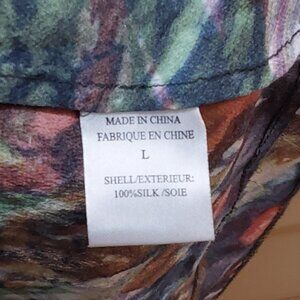 MADE IN CHINA
FABRIQUE EN CHINE
L
SHELL/EXTERIEUR:
100%SILK /SOIE